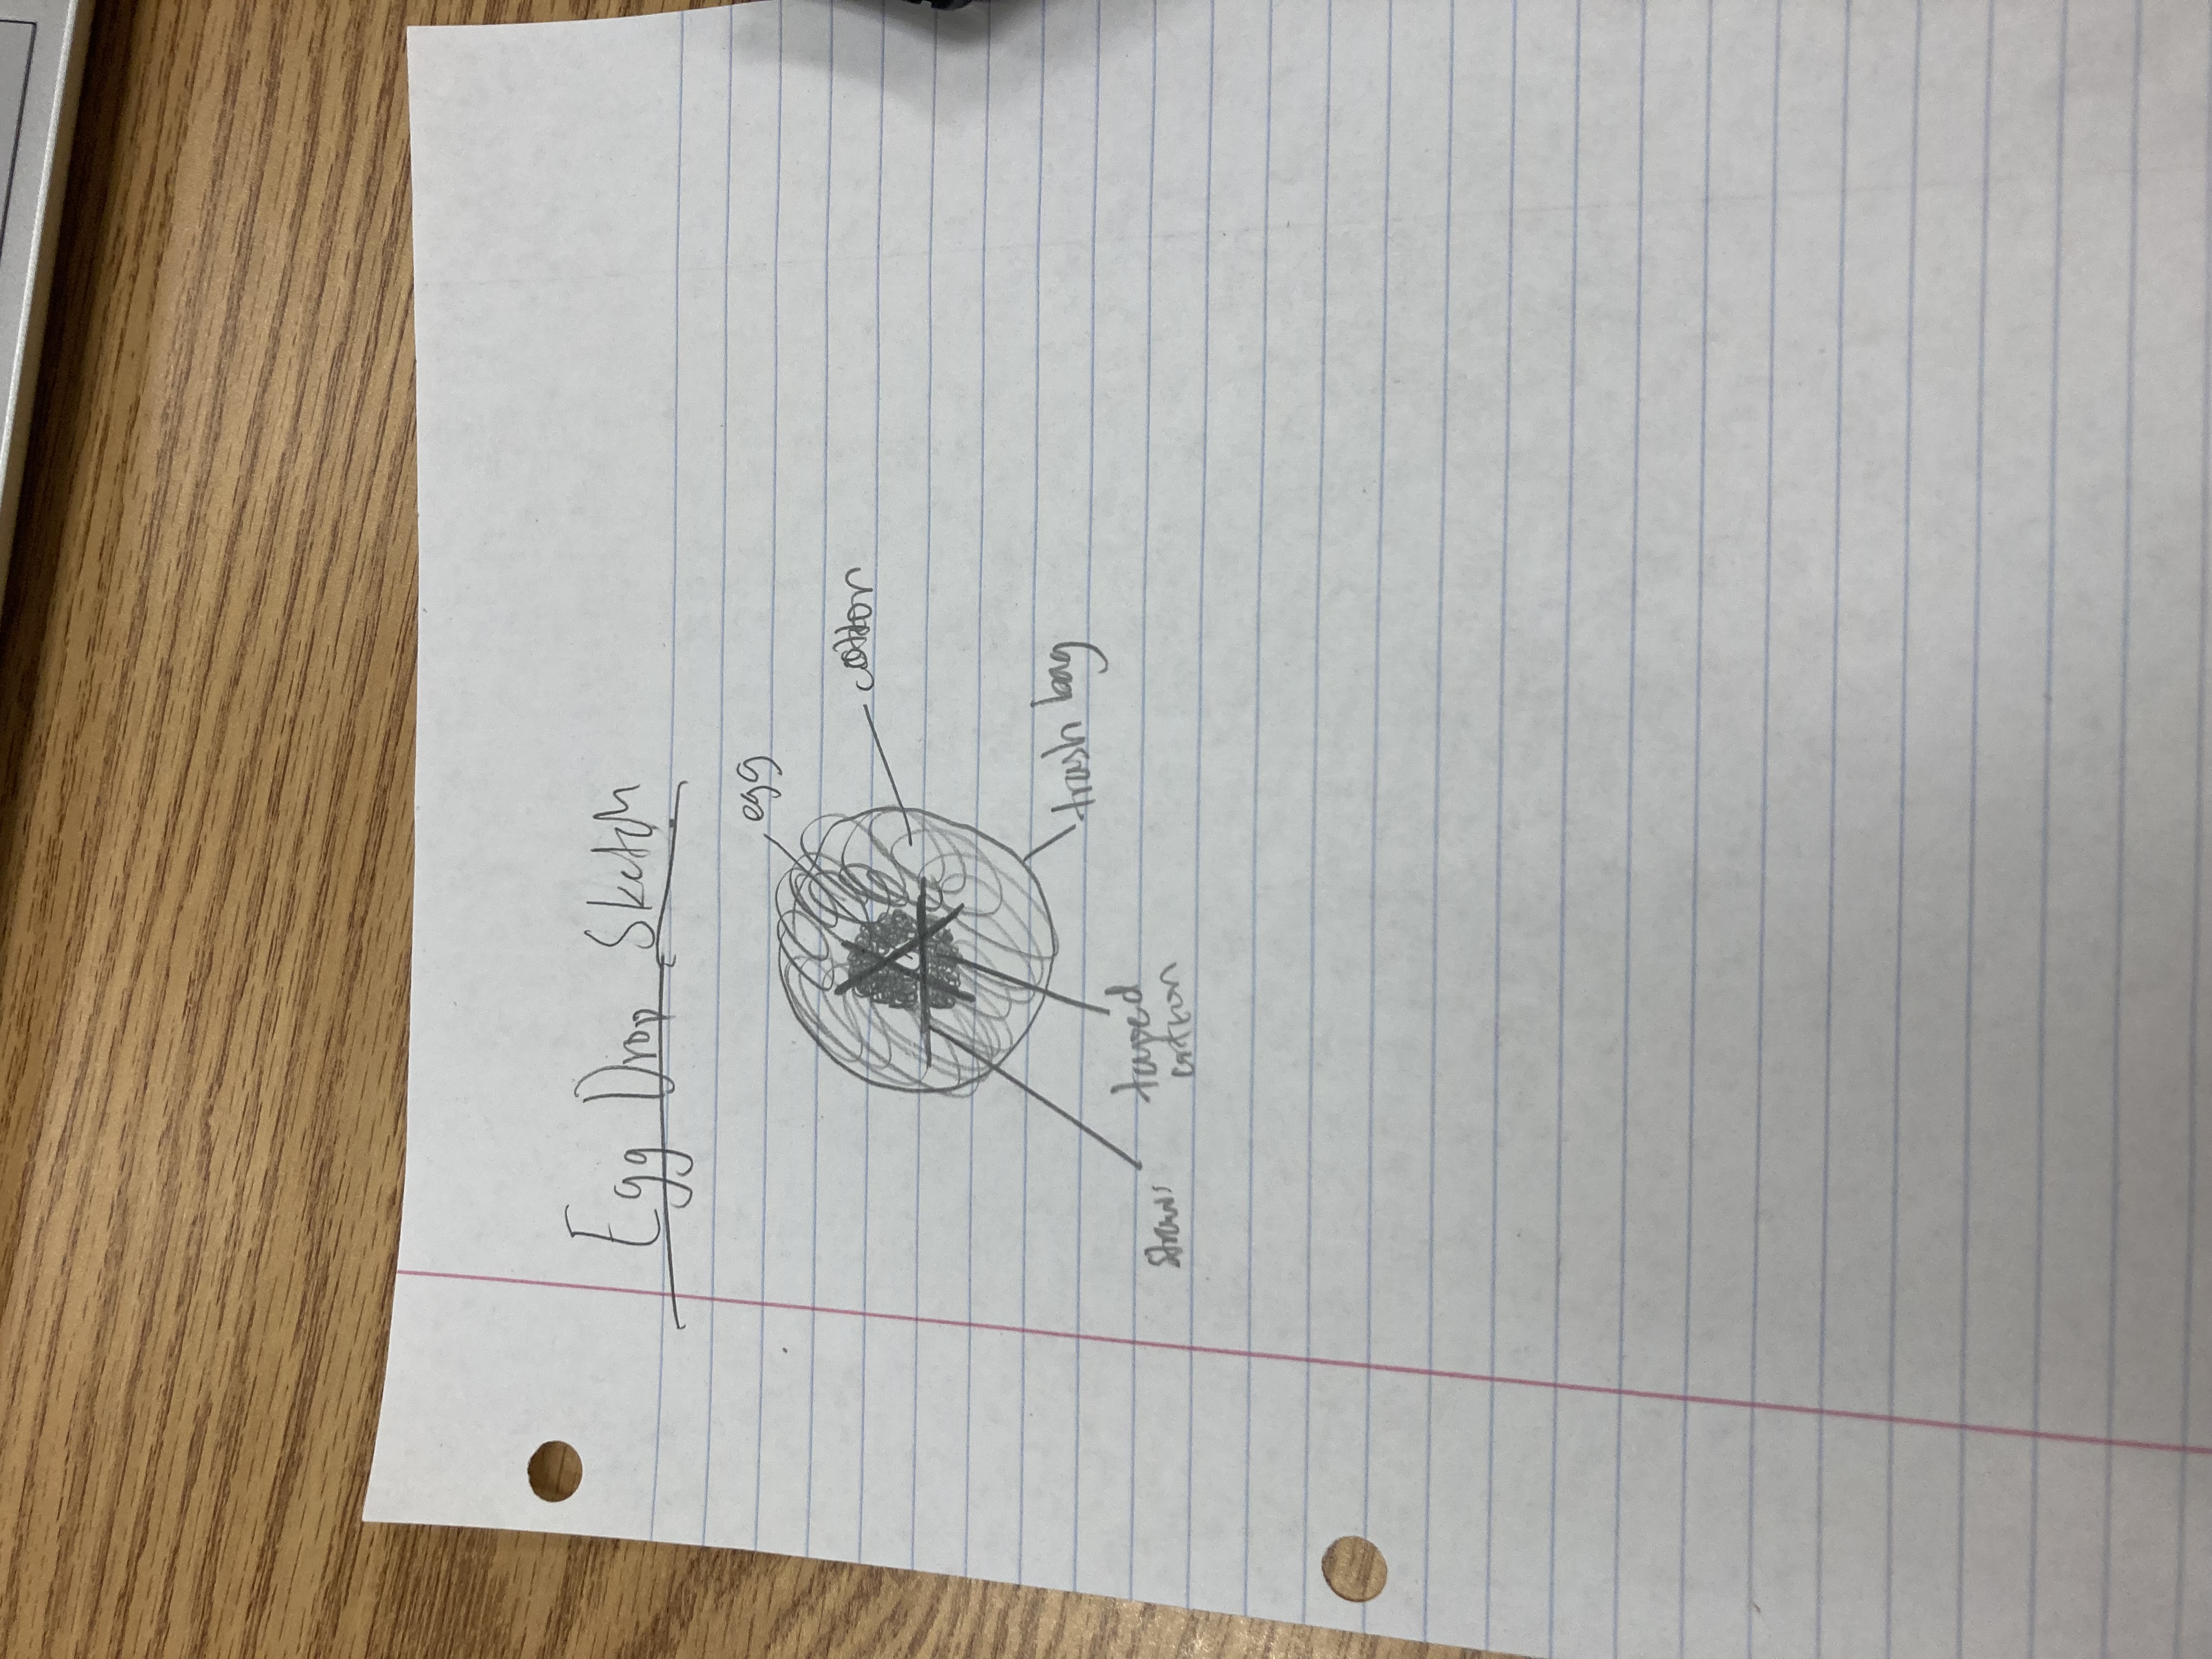 Egg Drop Sketch
egg
cotton
trash bag
straws
taped
cotton